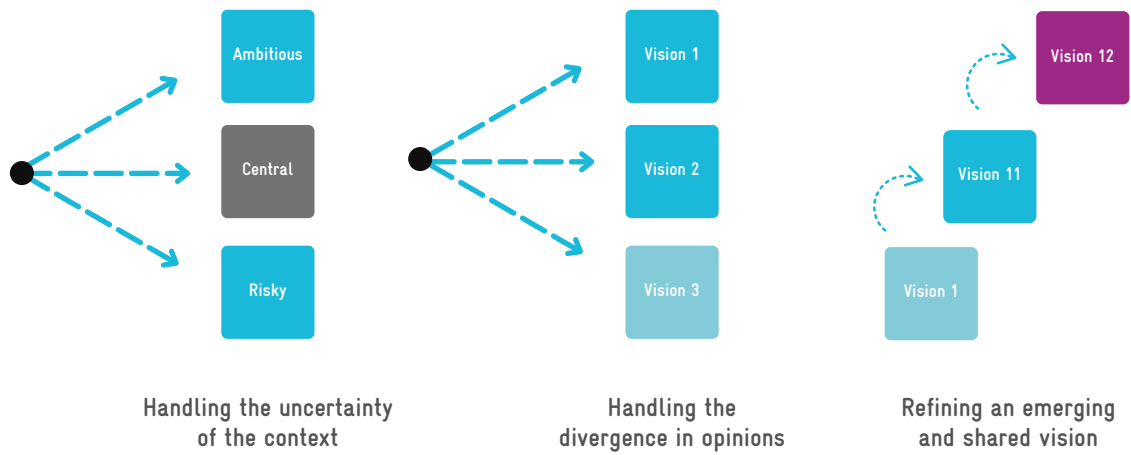 Ambitious
Central
Risky
Handling the uncertainty
of the context
Vision 1
Vision 2
Vision 3
Handling the
divergence in opinions
Vision 12
Vision 11
Vision 1
Refining an emerging
and shared vision